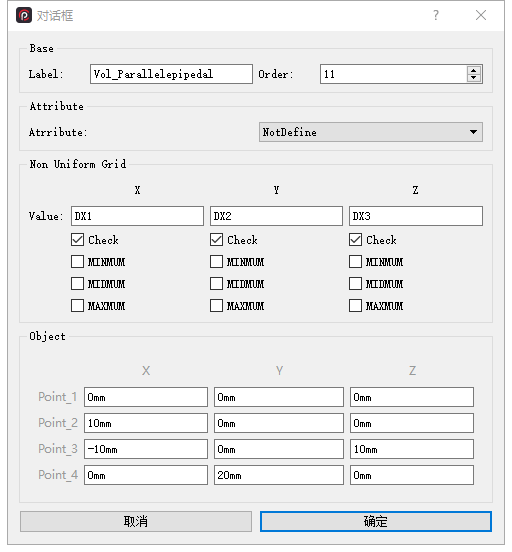 对话框
Base
Label: Vol_Parallelepipedal Order: 11
Attribute
Atrribute: NotDefine
Non Uniform Grid
X Y Z
Value: DX1 DX2 DX3
Check Check Check
MINMUM MINMUM MINMUM
MIDMUM MIDMUM MIDMUM
MAXMUM MAXMUM MAXMUM
Object
X Y Z
Point_1 0mm 0mm 0mm
Point_2 10mm 0mm 0mm
Point_3 -10mm 0mm 10mm
Point_4 0mm 20mm 0mm
取消 确定